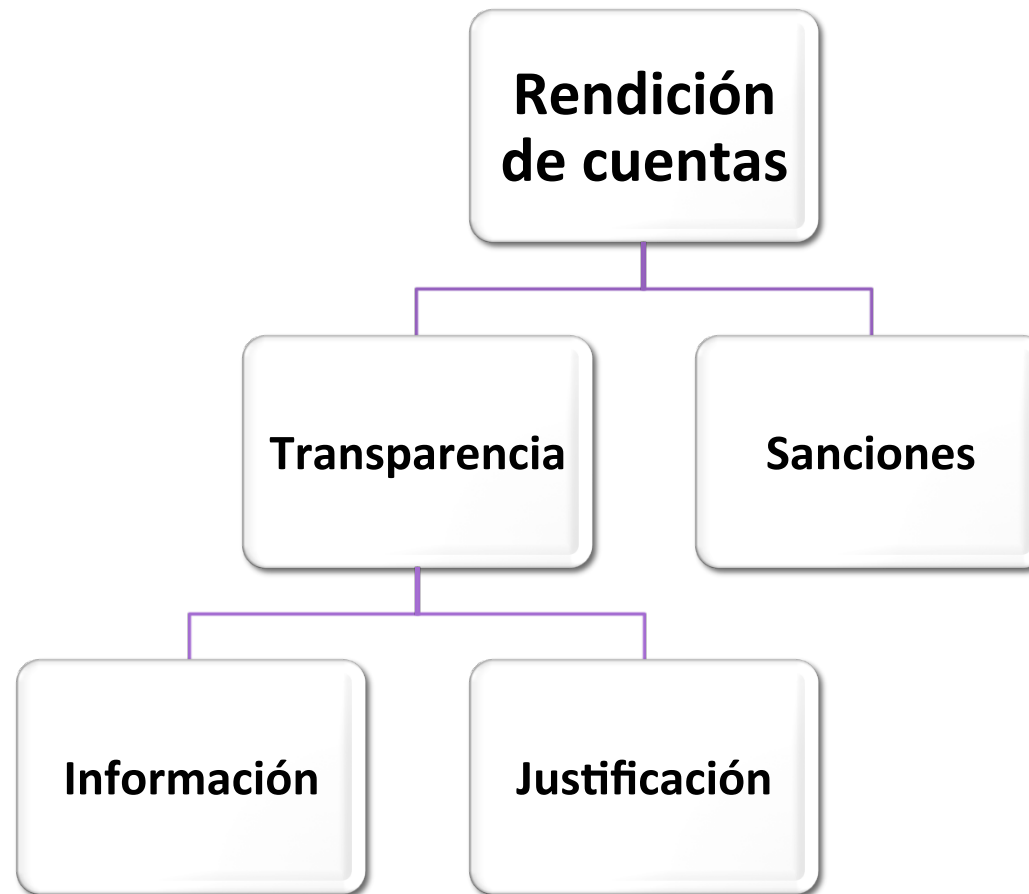 Rendición
de cuentas
Transparencia
Sanciones
Información
Justificación